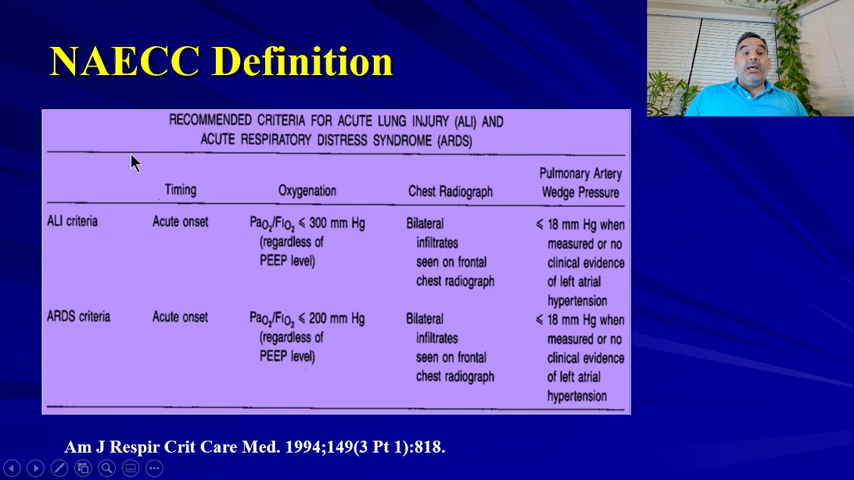 NAECC Definition
RECOMMENDED CRITERIA FOR ACUTE LUNG INJURY (ALI) AND
ACUTE RESPIRATORY DISTRESS SYNDROME (ARDS)
Timing
Oxygenation
Chest Radiograph
Pulmonary Artery
Wedge Pressure
ALI criteria
Acute onset
PaO₂/FIO₂ ⩽ 300 mm Hg
(regardless of
PEEP level)
Bilateral
infiltrates
seen on frontal
chest radiograph
⩽ 18 mm Hg when
measured or no
clinical evidence
of left atrial
hypertension
ARDS criteria
Acute onset
PaO₂/FIO₂ ⩽ 200 mm Hg
(regardless of
PEEP level)
Bilateral
infiltrates
seen on frontal
chest radiograph
⩽ 18 mm Hg when
measured or no
clinical evidence
of left atrial
hypertension
Am J Respir Crit Care Med. 1994;149(3 Pt 1):818.